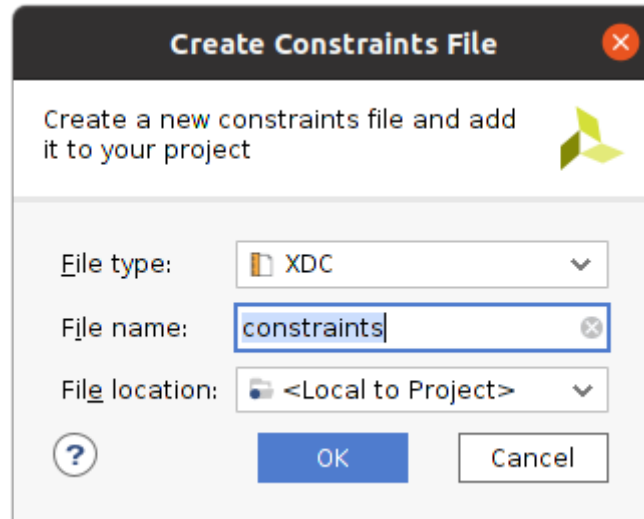 Create Constraints File
Create a new constraints file and add
it to your project
File type: XDC
File name: constraints
File location: <Local to Project>
? OK Cancel